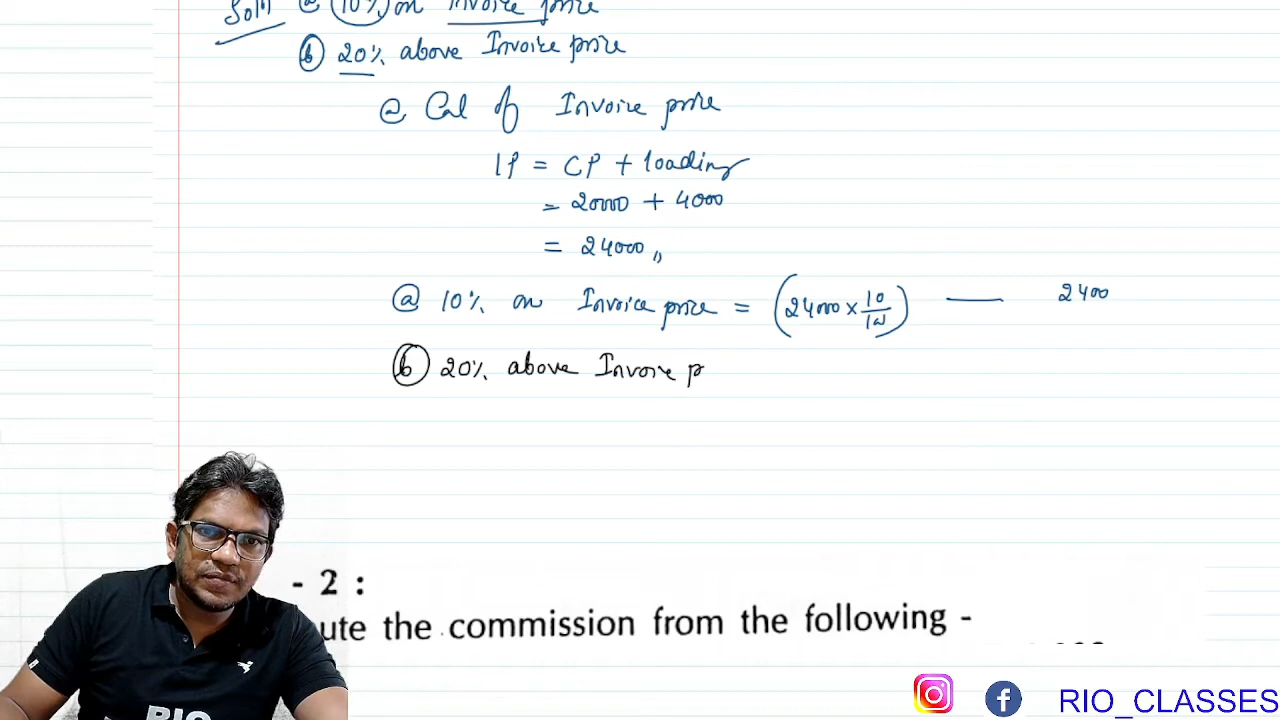 Soln @ 10% on Invoice price
(b) 20% above Invoice price
@ Cal of Invoice price
IP = CP + loading
= 20000 + 4000
= 24000,,
(a) 10% on Invoice price = (24000 x 10/100) — 2400
(b) 20% above Invoice p
- 2 :
ute the commission from the following -
RIO
RIO_CLASSES